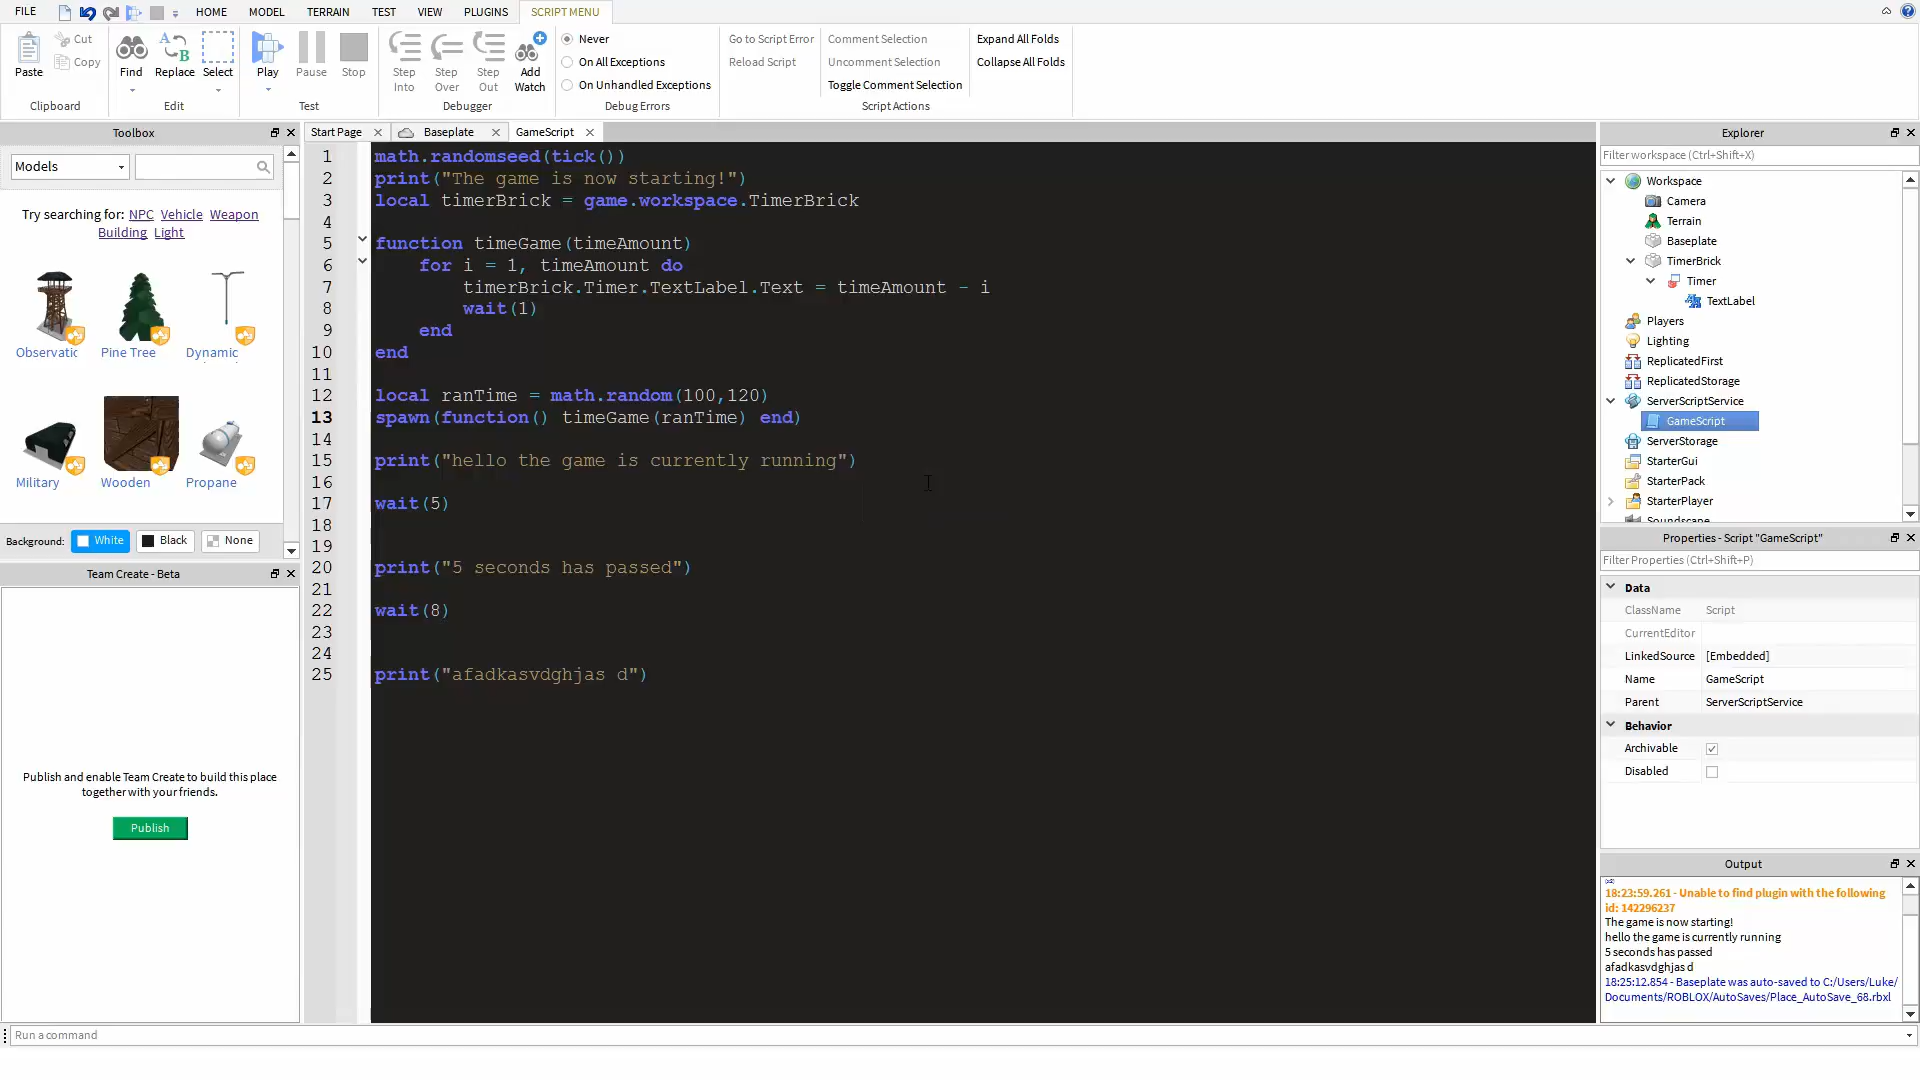 FILE HOME MODEL TERRAIN TEST VIEW PLUGINS SCRIPT MENU
Paste
Cut
Copy
Clipboard
Find
Replace
Select
Edit
Play
Pause
Stop
Test
Step Into
Step Over
Step Out
Add Watch
Debugger
Never
On All Exceptions
On Unhandled Exceptions
Debug Errors
Go to Script Error
Reload Script
Comment Selection
Uncomment Selection
Toggle Comment Selection
Script Actions
Expand All Folds
Collapse All Folds
Toolbox
Models
Try searching for: NPC Vehicle Weapon
Building Light
Observatic Pine Tree Dynamic
Military Wooden Propane
Background: White Black None
Team Create - Beta
Publish and enable Team Create to build this place
together with your friends.
Publish
Start Page Baseplate GameScript
1 math.randomseed(tick())
2 print("The game is now starting!")
3 local timerBrick = game.workspace.TimerBrick
4
5 function timeGame(timeAmount)
6 for i = 1, timeAmount do
7 timerBrick.Timer.TextLabel.Text = timeAmount - i
8 wait(1)
9 end
10 end
11
12 local ranTime = math.random(100,120)
13 spawn(function() timeGame(ranTime) end)
14
15 print("hello the game is currently running")
16
17 wait(5)
18
19
20 print("5 seconds has passed")
21
22 wait(8)
23
24
25 print("afadkasvdghjas d")
Explorer
Filter workspace (Ctrl+Shift+X)
Workspace
Camera
Terrain
Baseplate
TimerBrick
Timer
TextLabel
Players
Lighting
ReplicatedFirst
ReplicatedStorage
ServerScriptService
GameScript
ServerStorage
StarterGui
StarterPack
StarterPlayer
Soundscape
Properties - Script "GameScript"
Filter Properties (Ctrl+Shift+P)
Data
ClassName Script
CurrentEditor
LinkedSource [Embedded]
Name GameScript
Parent ServerScriptService
Behavior
Archivable
Disabled
Output
18:23:59.261 - Unable to find plugin with the following
id: 142296237
The game is now starting!
hello the game is currently running
5 seconds has passed
afadkasvdghjas d
18:25:12.854 - Baseplate was auto-saved to C:/Users/Luke/
Documents/ROBLOX/AutoSaves/Place_AutoSave_68.rbxl
Run a command